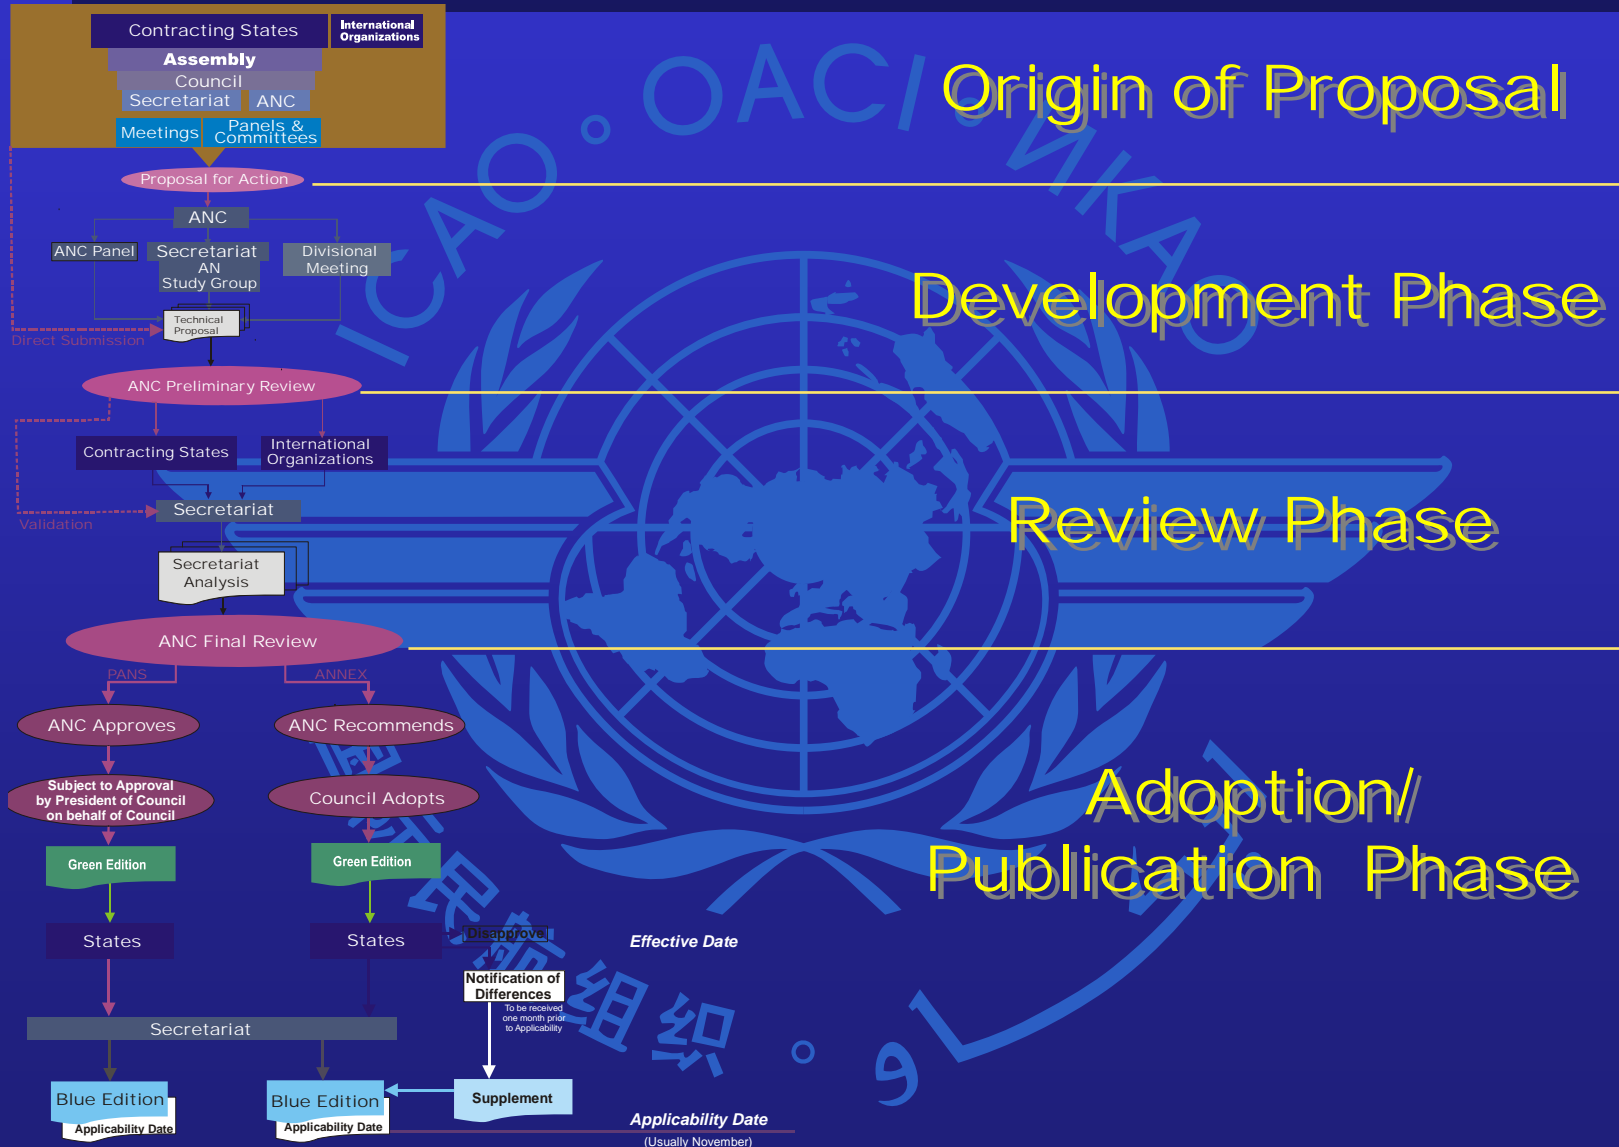 Contracting States
International
Organizations
Assembly
Council
Secretariat
ANC
Meetings
Panels &
Committees
Origin of Proposal
Proposal for Action
ANC
ANC Panel
Secretariat
AN
Study Group
Divisional
Meeting
Technical
Proposal
Direct Submission
Development Phase
ANC Preliminary Review
Contracting States
International
Organizations
Secretariat
Validation
Secretariat
Analysis
Review Phase
ANC Final Review
PANS
ANNEX
ANC Approves
ANC Recommends
Subject to Approval
by President of Council
on behalf of Council
Council Adopts
Adoption/
Publication Phase
Green Edition
Green Edition
States
States
Disapprove
Effective Date
Notification of
Differences
To be received
one month prior
to Applicability
Secretariat
Blue Edition
Applicability Date
Blue Edition
Applicability Date
Supplement
Applicability Date
(Usually November)
ICAO
OACI
ИКАО
民航组织